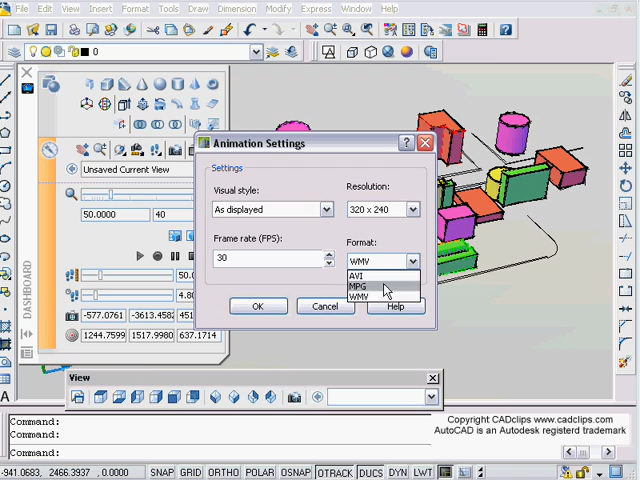 File Edit View Insert Format Tools Draw Dimension Modify Express Window Help
0
Unsaved Current View
50.0000 40
50.0
4.80
-577.0761 -3613.458 451
1244.7599 1517.9980 637.1714
DASHBOARD
Animation Settings
Settings
Visual style:
Resolution:
As displayed
320 x 240
Frame rate (FPS):
Format:
30
WMV
AVI
MPG
WMV
OK Cancel Help
View
Command:
Command:
Command:
Copyright CADclips www.cadclips.com
AutoCAD is an Autodesk registerd trademark
-941.0683, 2466.3937 , 0.0000 SNAP GRID ORTHO POLAR OSNAP OTRACK DUCS DYN LWT